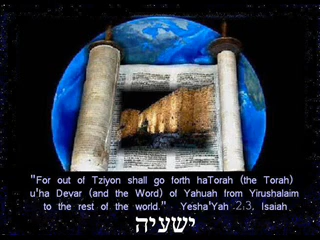 "For out of Tziyon shall go forth haTorah (the Torah)
u'ha Devar (and the Word) of Yahuah from Yirushalaim
to the rest of the world." Yesha'Yah 2:3, Isaiah
ישעיה